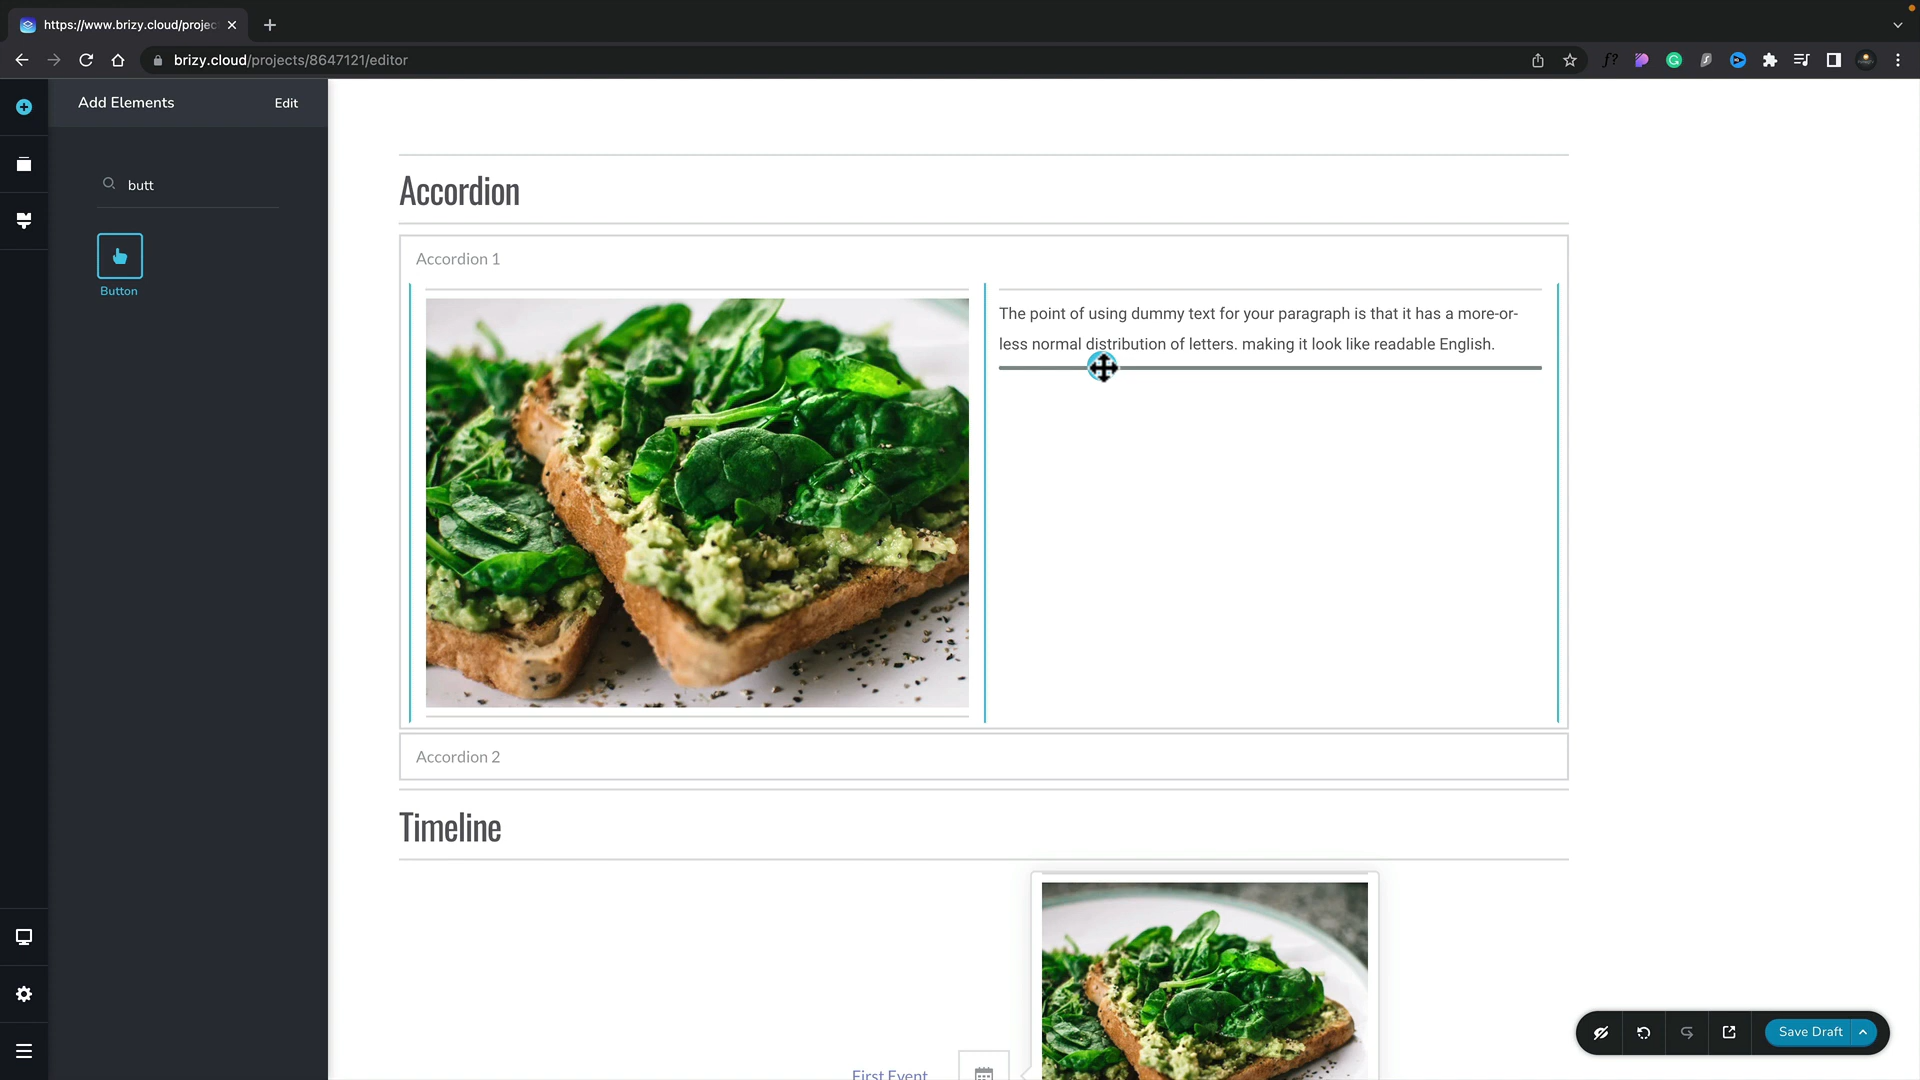 https://www.brizy.cloud/projec
brizy.cloud/projects/8647121/editor
Add Elements
Edit
butt
Button
Accordion
Accordion 1
The point of using dummy text for your paragraph is that it has a more-or-
less normal distribution of letters. making it look like readable English.
Accordion 2
Timeline
First Event
Save Draft